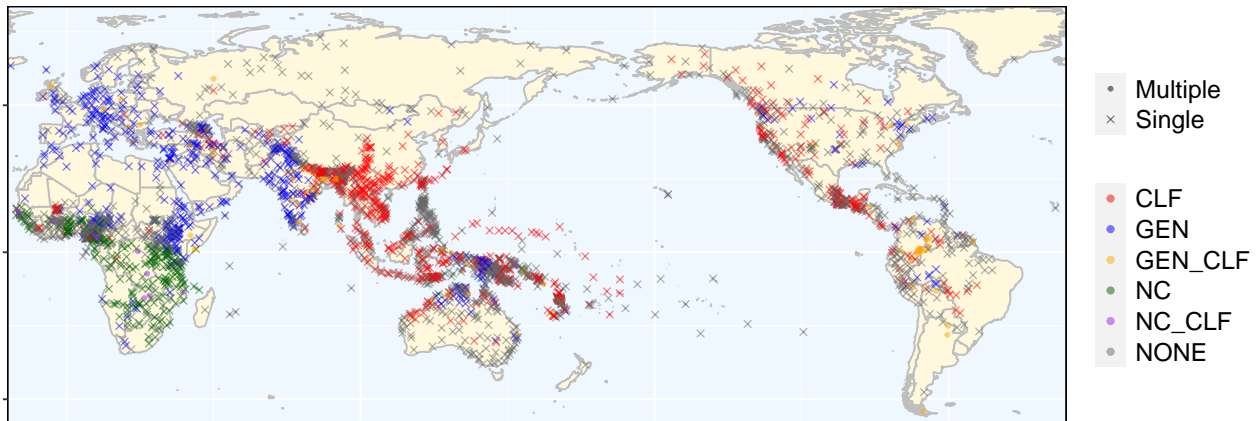 Multiple
Single
CLF
GEN
GEN_CLF
NC
NC_CLF
NONE